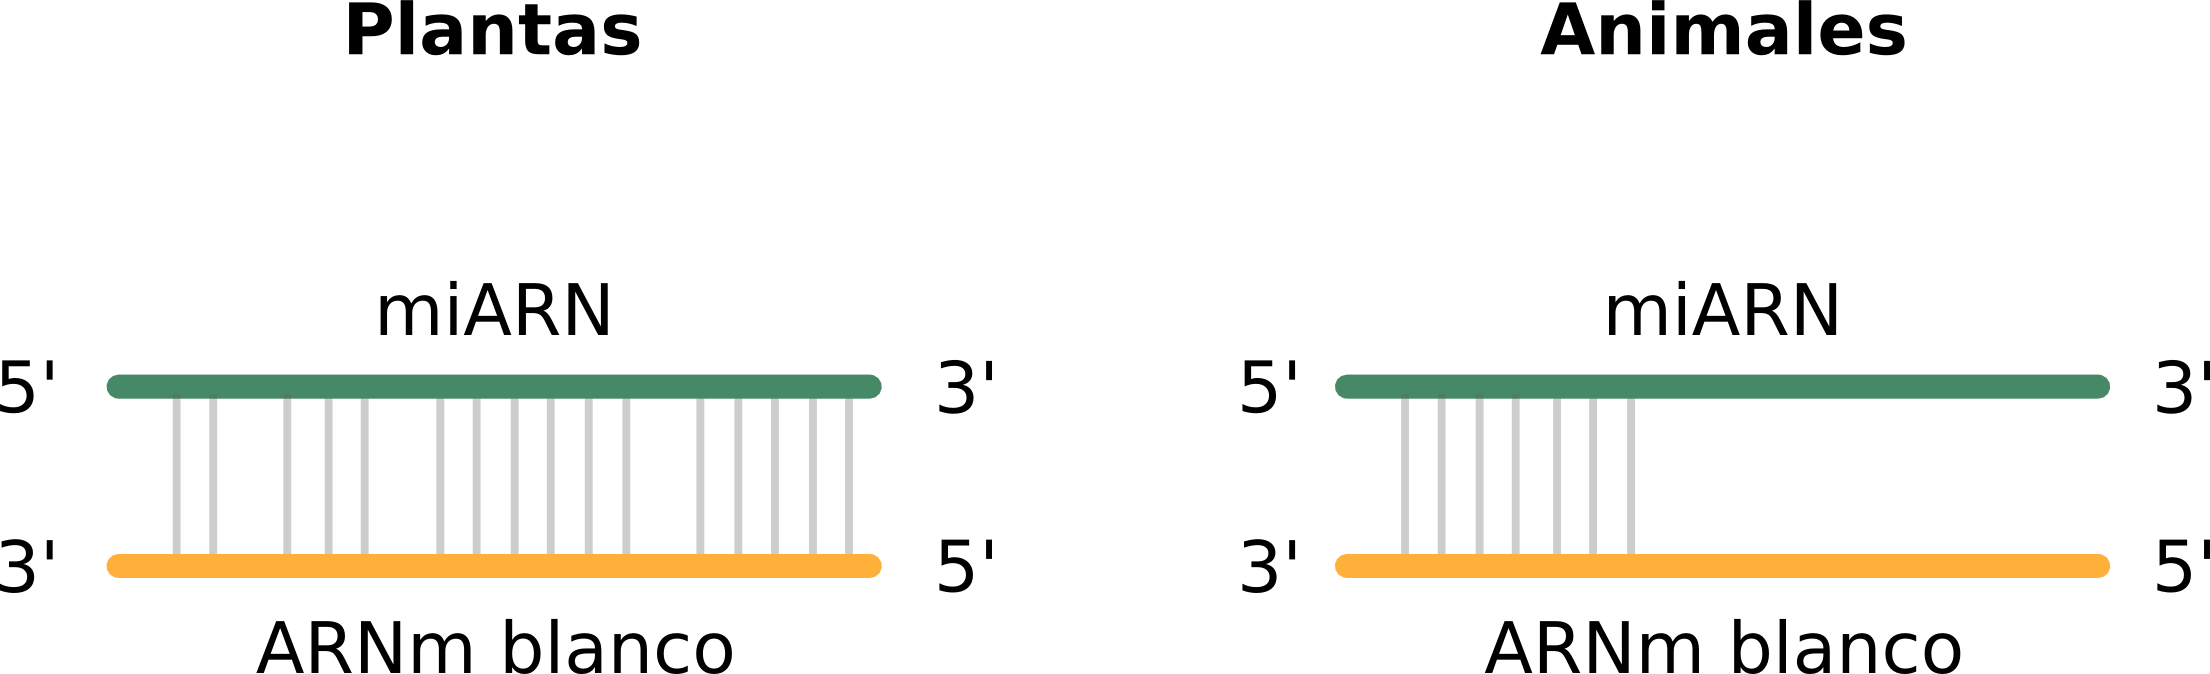 Plantas
Animales
miARN
miARN
5' 3' 5' 3'
3' 5' 3' 5'
ARNm blanco
ARNm blanco